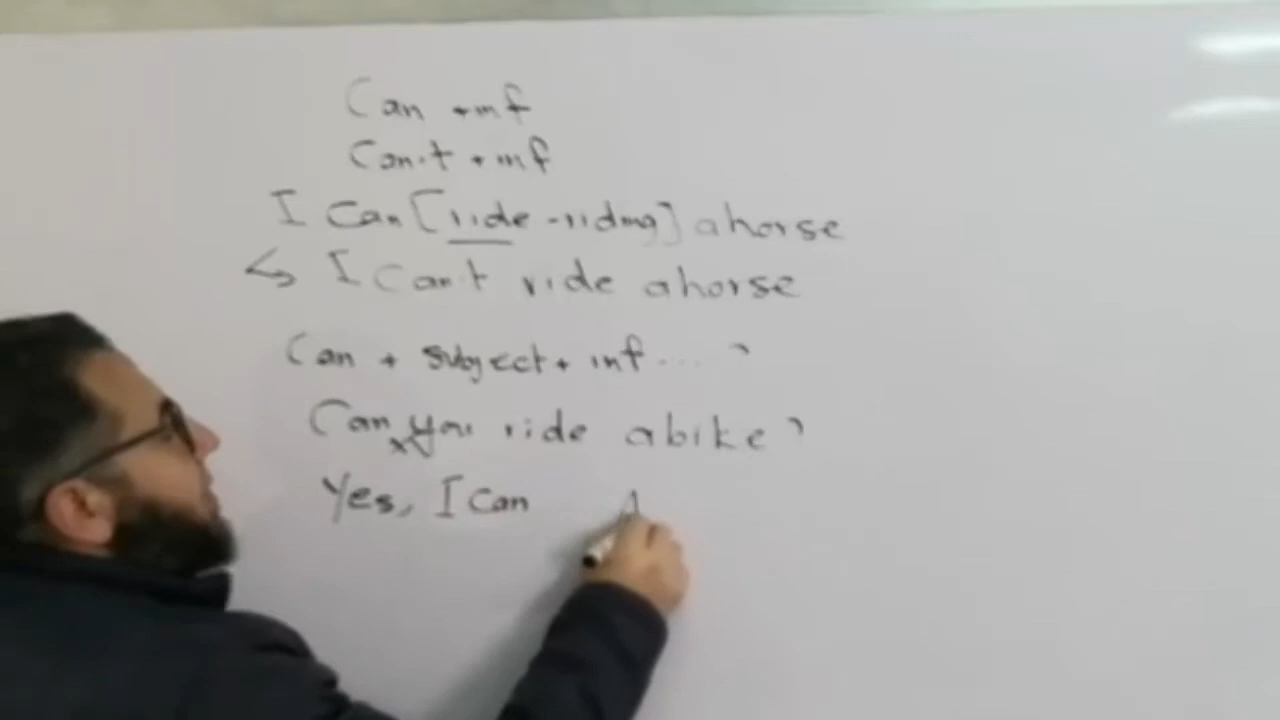 Can + inf
Can't + inf
I Can [ride - riding] a horse
↳ I Can't ride a horse
Can + subject + inf .... ?
Can you ride a bike ?
Yes, I Can